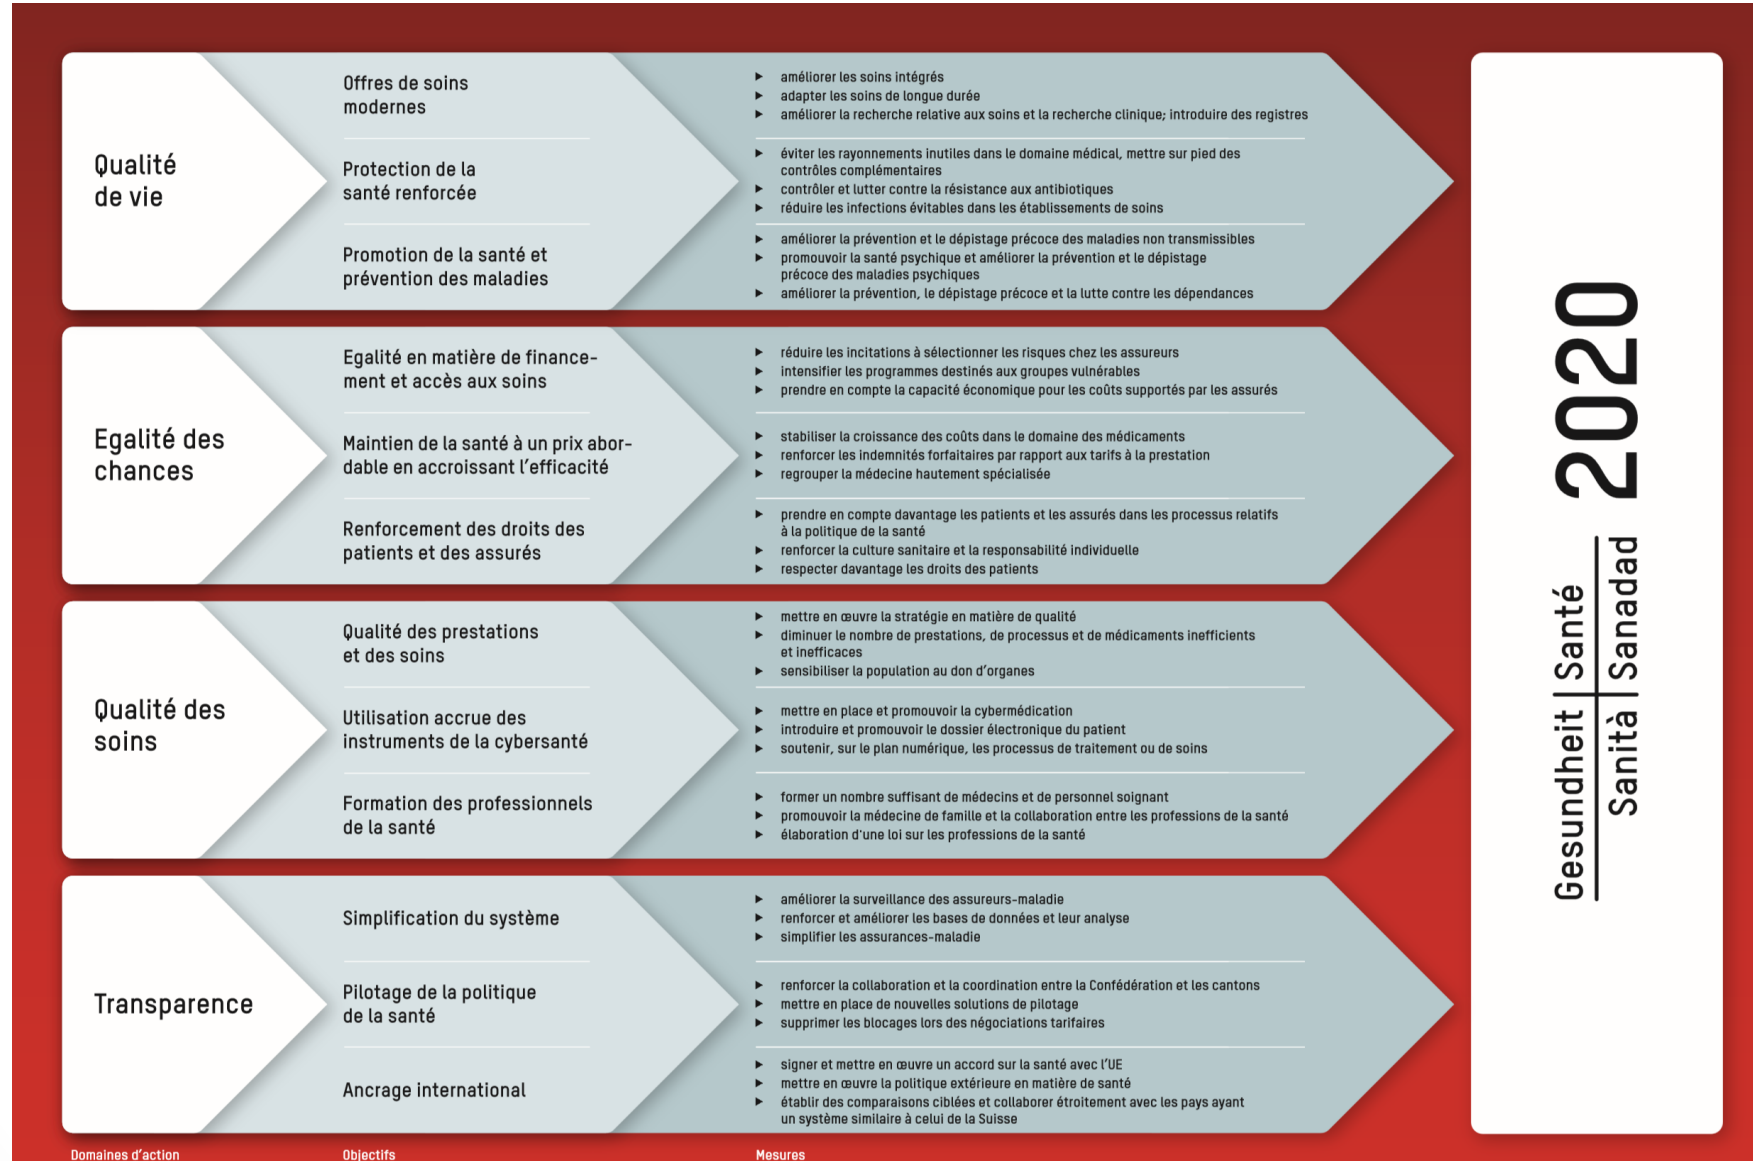 Qualité
de vie
Offres de soins
modernes
► améliorer les soins intégrés
► adapter les soins de longue durée
► améliorer la recherche relative aux soins et la recherche clinique; introduire des registres
Protection de la
santé renforcée
► éviter les rayonnements inutiles dans le domaine médical, mettre sur pied des
contrôles complémentaires
► contrôler et lutter contre la résistance aux antibiotiques
► réduire les infections évitables dans les établissements de soins
Promotion de la santé et
prévention des maladies
► améliorer la prévention et le dépistage précoce des maladies non transmissibles
► promouvoir la santé psychique et améliorer la prévention et le dépistage
précoce des maladies psychiques
► améliorer la prévention, le dépistage précoce et la lutte contre les dépendances
Egalité des
chances
Egalité en matière de finance-
ment et accès aux soins
► réduire les incitations à sélectionner les risques chez les assureurs
► intensifier les programmes destinés aux groupes vulnérables
► prendre en compte la capacité économique pour les coûts supportés par les assurés
Maintien de la santé à un prix abor-
dable en accroissant l'efficacité
► stabiliser la croissance des coûts dans le domaine des médicaments
► renforcer les indemnités forfaitaires par rapport aux tarifs à la prestation
► regrouper la médecine hautement spécialisée
Renforcement des droits des
patients et des assurés
► prendre en compte davantage les patients et les assurés dans les processus relatifs
à la politique de la santé
► renforcer la culture sanitaire et la responsabilité individuelle
► respecter davantage les droits des patients
Qualité des
soins
Qualité des prestations
et des soins
► mettre en œuvre la stratégie en matière de qualité
► diminuer le nombre de prestations, de processus et de médicaments inefficients
et inefficaces
► sensibiliser la population au don d'organes
Utilisation accrue des
instruments de la cybersanté
► mettre en place et promouvoir la cybermédication
► introduire et promouvoir le dossier électronique du patient
► soutenir, sur le plan numérique, les processus de traitement ou de soins
Formation des professionnels
de la santé
► former un nombre suffisant de médecins et de personnel soignant
► promouvoir la médecine de famille et la collaboration entre les professions de la santé
► élaboration d'une loi sur les professions de la santé
Transparence
Simplification du système
► améliorer la surveillance des assureurs-maladie
► renforcer et améliorer les bases de données et leur analyse
► simplifier les assurances-maladie
Pilotage de la politique
de la santé
► renforcer la collaboration et la coordination entre la Confédération et les cantons
► mettre en place de nouvelles solutions de pilotage
► supprimer les blocages lors des négociations tarifaires
Ancrage international
► signer et mettre en œuvre un accord sur la santé avec l'UE
► mettre en œuvre la politique extérieure en matière de santé
► établir des comparaisons ciblées et collaborer étroitement avec les pays ayant
un système similaire à celui de la Suisse
Domaines d'action
Objectifs
Mesures
Gesundheit Santé
Sanità Sanadad
2020